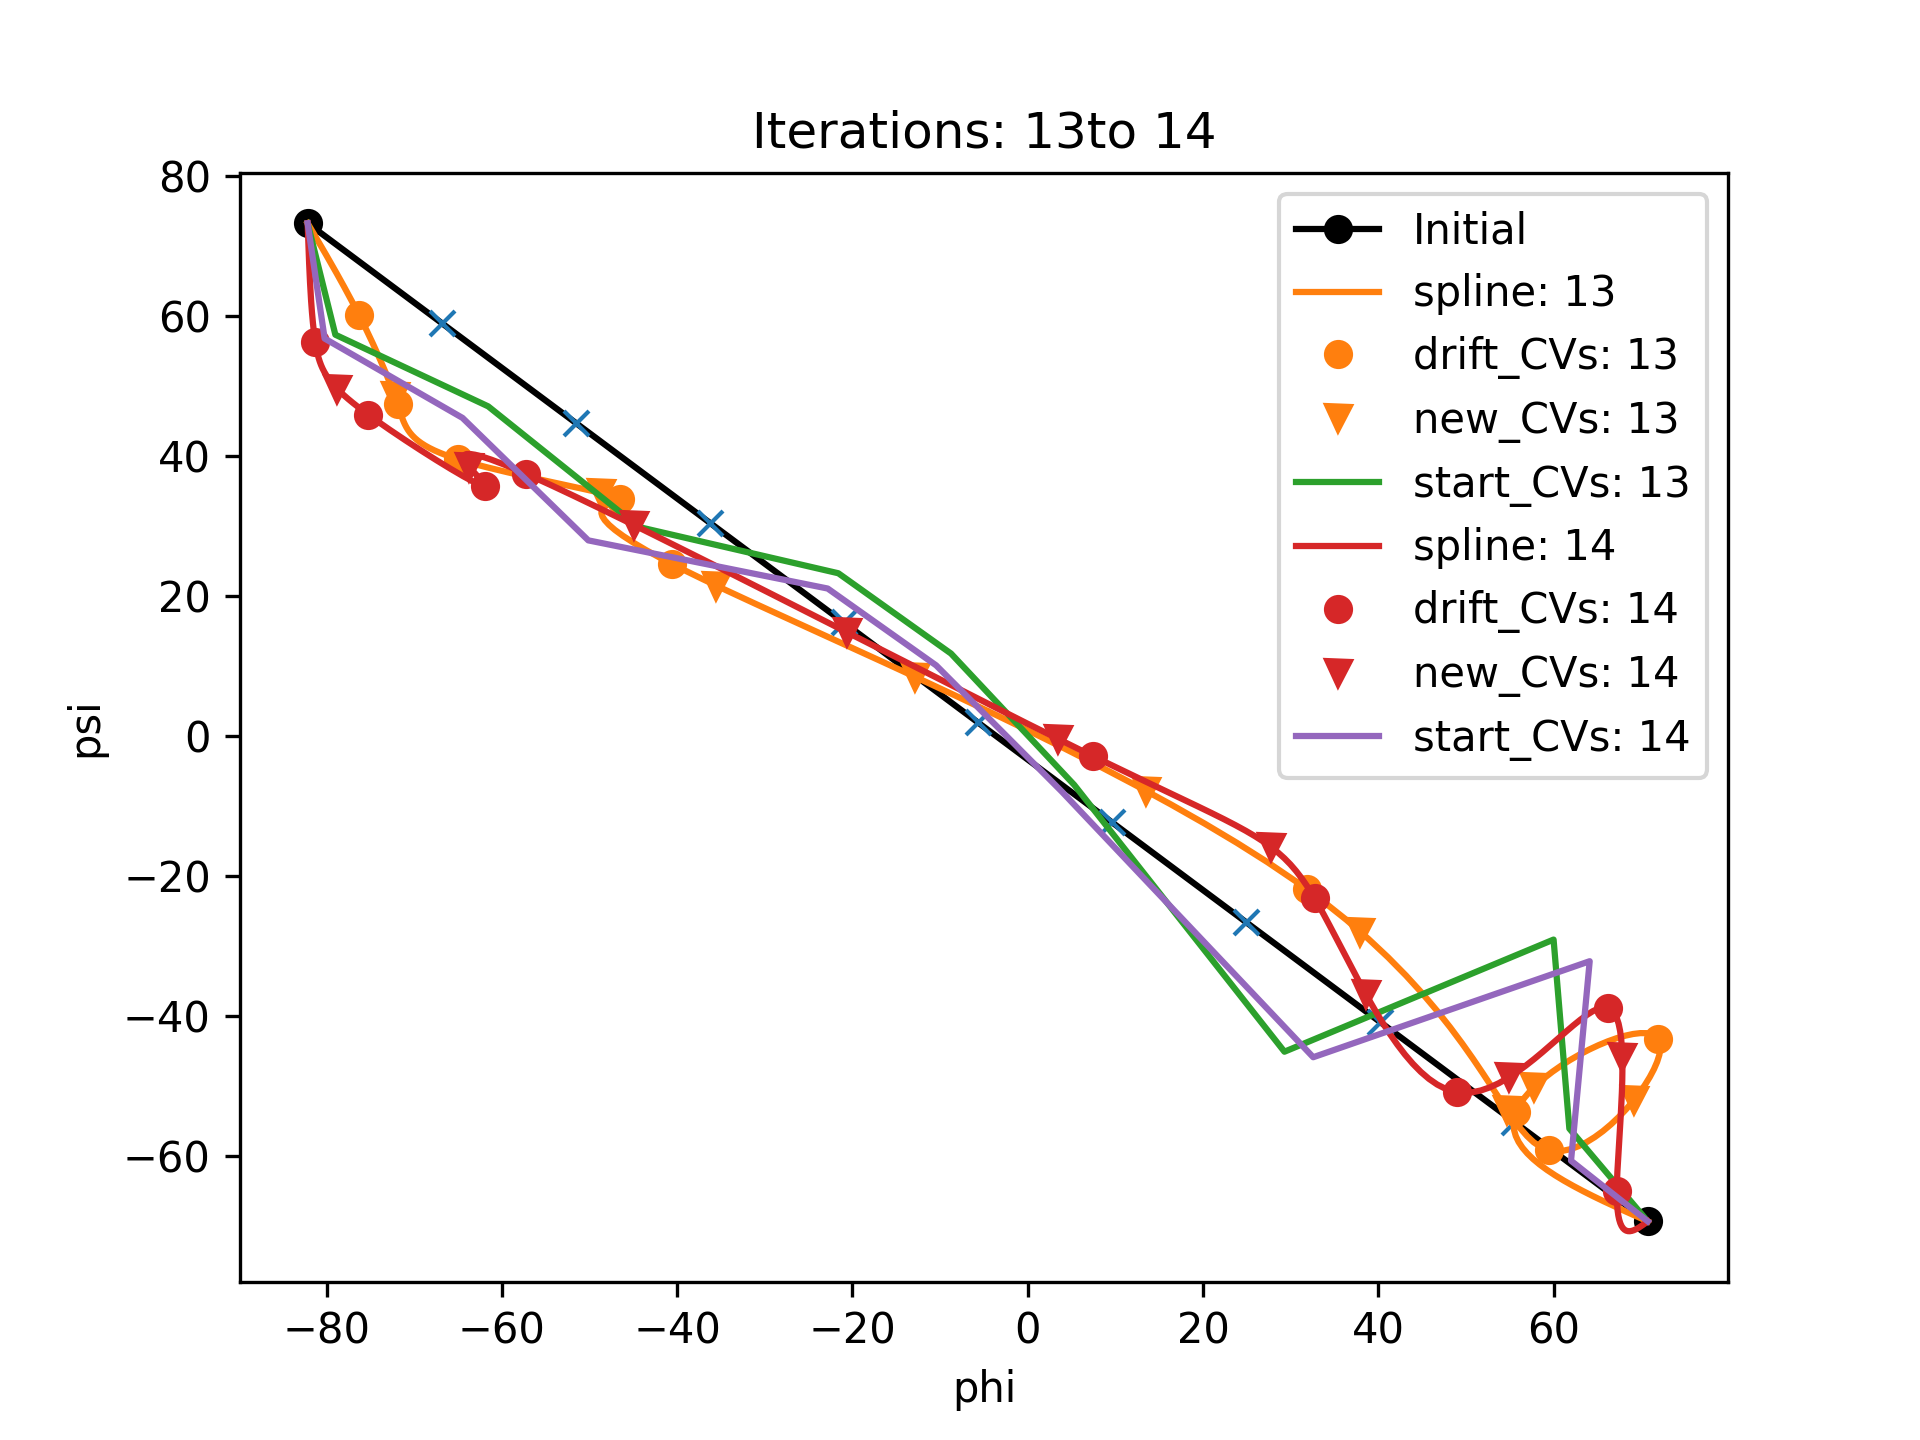 Iterations: 13to 14
80
60
40
20
0
−20
−40
−60
psi
−80
−60
−40
−20
0
20
40
60
phi
Initial
spline: 13
drift_CVs: 13
new_CVs: 13
start_CVs: 13
spline: 14
drift_CVs: 14
new_CVs: 14
start_CVs: 14